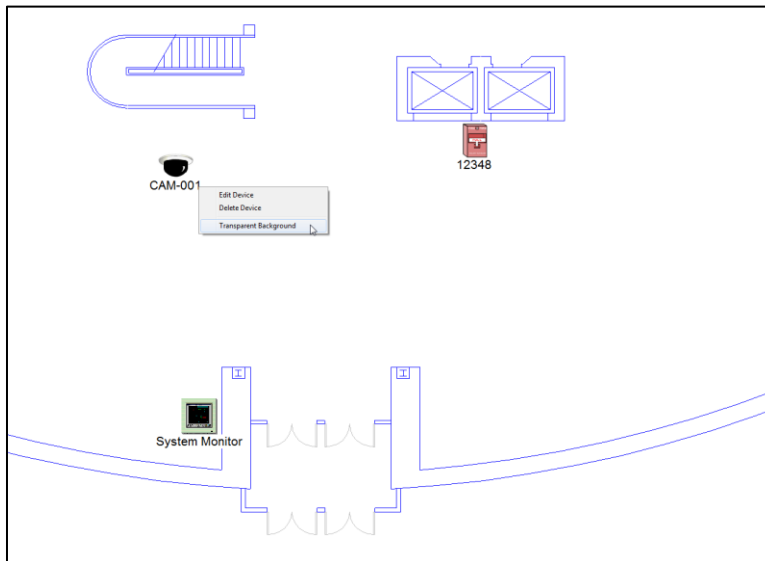 12348
CAM-001
Edit Device
Delete Device
Transparent Background
System Monitor